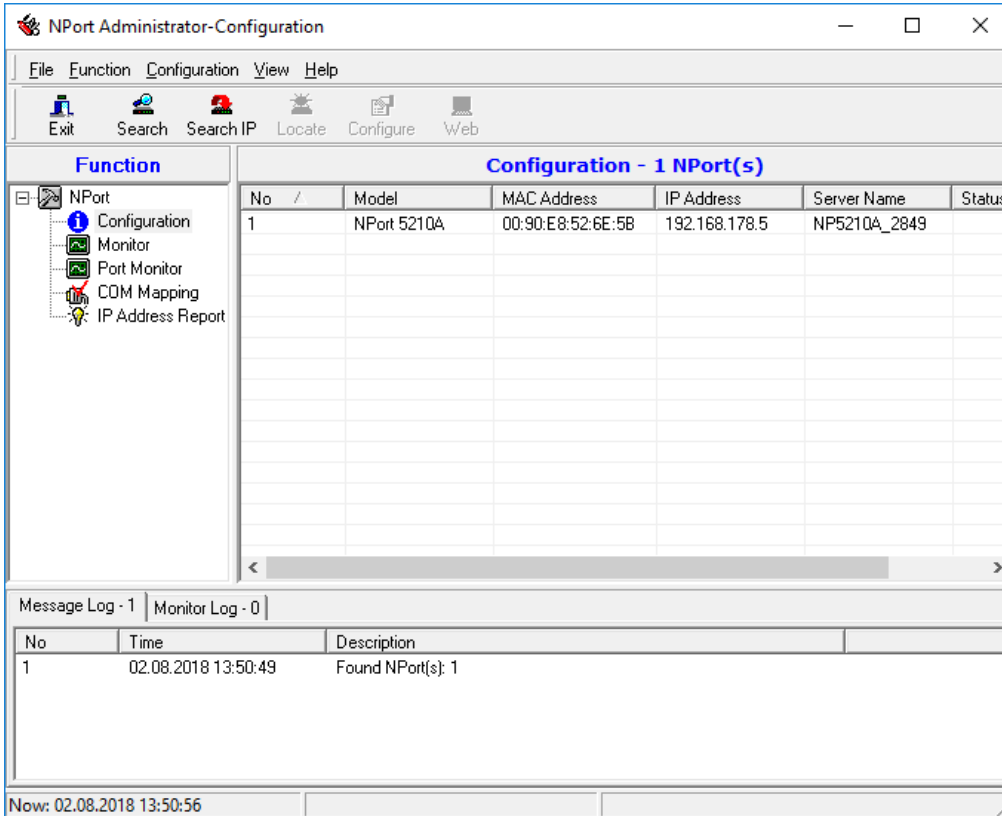 NPort Administrator-Configuration
File Function Configuration View Help
Exit Search Search IP Locate Configure Web
Function
Configuration - 1 NPort(s)
NPort
Configuration
Monitor
Port Monitor
COM Mapping
IP Address Report
No Model MAC Address IP Address Server Name Status
1 NPort 5210A 00:90:E8:52:6E:5B 192.168.178.5 NP5210A_2849
Message Log - 1 Monitor Log - 0
No Time Description
1 02.08.2018 13:50:49 Found NPort(s): 1
Now: 02.08.2018 13:50:56